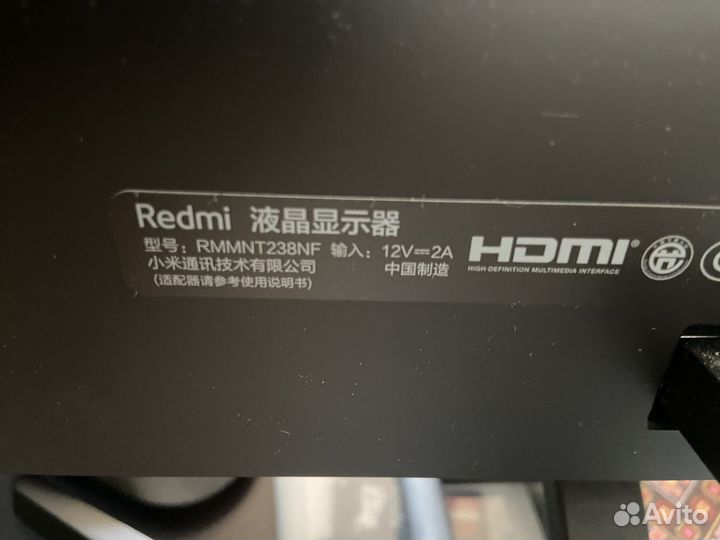 Redmi 液晶显示器
型号：RMMNT238NF 输入：12V⎓2A
小米通讯技术有限公司 中国制造
(适配器请参考使用说明书)
HDMI®
HIGH-DEFINITION MULTIMEDIA INTERFACE
Avito